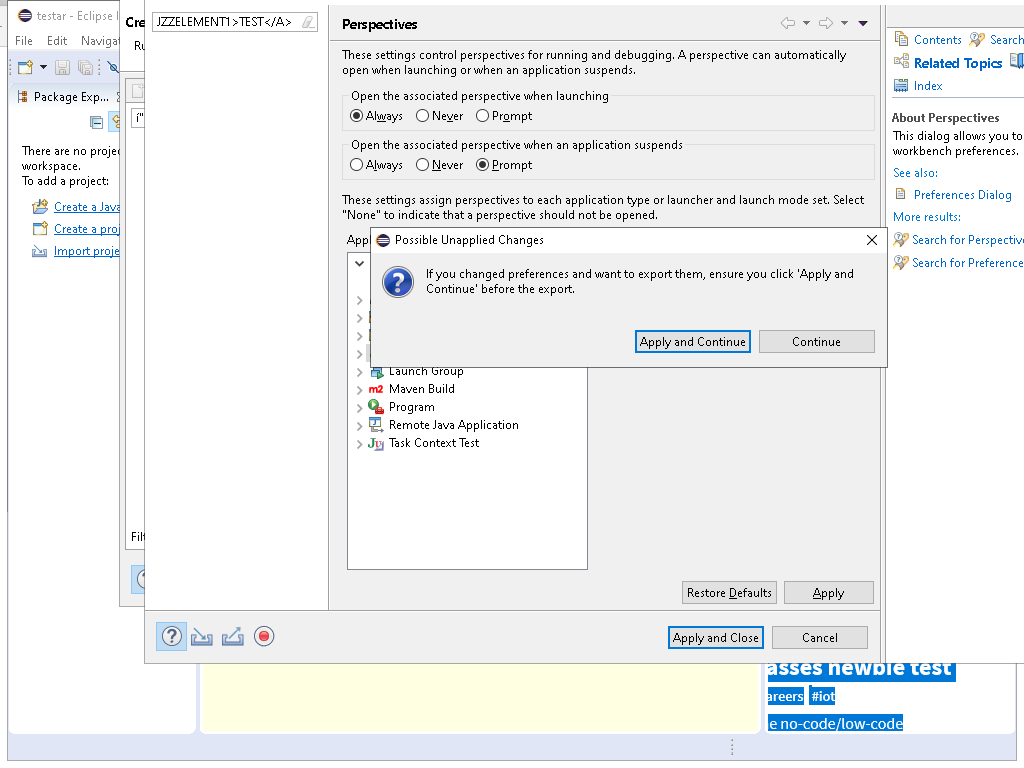 testar - Eclipse I
File Edit Navigat
Package Exp...
There are no proje
workspace.
To add a project:
Create a Java
Create a proj
Import proje
Cre
Ru
Filt
JZZELEMENT1>TEST</A>
Perspectives
These settings control perspectives for running and debugging. A perspective can automatically
open when launching or when an application suspends.
Open the associated perspective when launching
Always Never Prompt
Open the associated perspective when an application suspends
Always Never Prompt
These settings assign perspectives to each application type or launcher and launch mode set. Select
"None" to indicate that a perspective should not be opened.
App
Possible Unapplied Changes
If you changed preferences and want to export them, ensure you click 'Apply and
Continue' before the export.
Apply and Continue Continue
Launch Group
Maven Build
Program
Remote Java Application
Task Context Test
Restore Defaults Apply
Apply and Close Cancel
Contents Search
Related Topics
Index
About Perspectives
This dialog allows you to
workbench preferences.
See also:
Preferences Dialog
More results:
Search for Perspective
Search for Preference
asses newbie test
areers #iot
e no-code/low-code